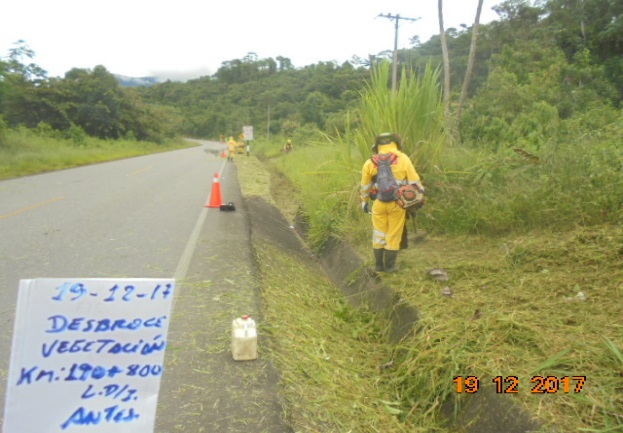 19-12-17
DESBROCE
VEGETACIÓN
KM: 190+800
L.D/I.
ANTES.
19 12 2017